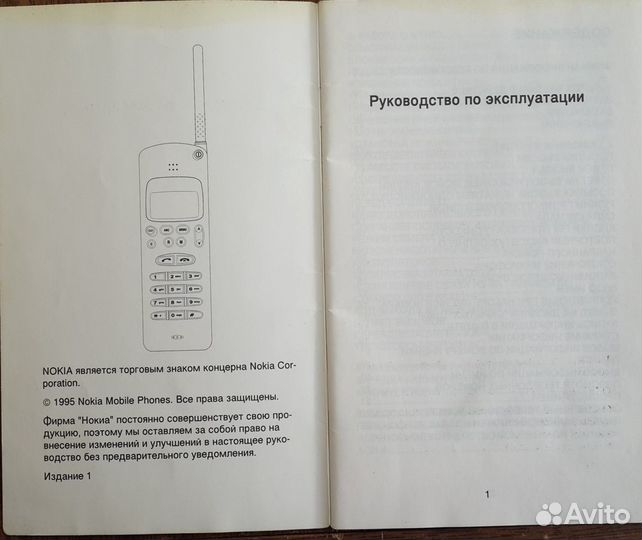 NOKIA является торговым знаком концерна Nokia Cor-
poration.
© 1995 Nokia Mobile Phones. Все права защищены.
Фирма "Нокиа" постоянно совершенствует свою про-
дукцию, поэтому мы оставляем за собой право на
внесение изменений и улучшений в настоящее руко-
водство без предварительного уведомления.
Издание 1
Руководство по эксплуатации
1
Avito